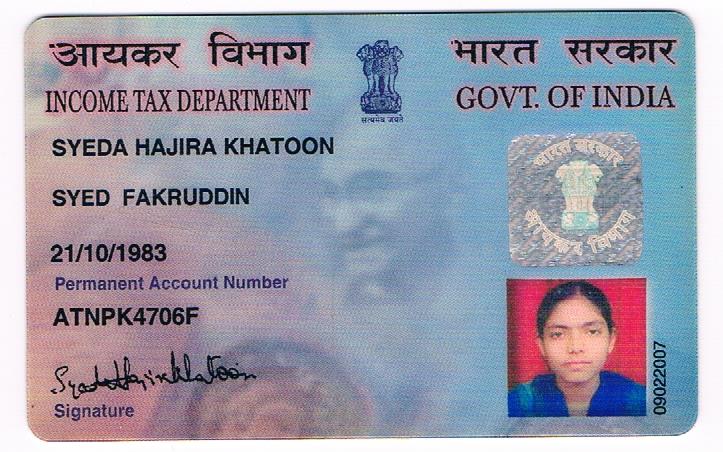 आयकर विभाग
भारत सरकार
INCOME TAX DEPARTMENT
GOVT. OF INDIA
सत्यमेव जयते
SYEDA HAJIRA KHATOON
SYED FAKRUDDIN
21/10/1983
Permanent Account Number
ATNPK4706F
Signature
भारत सरकार
आयकर विभाग
09022007